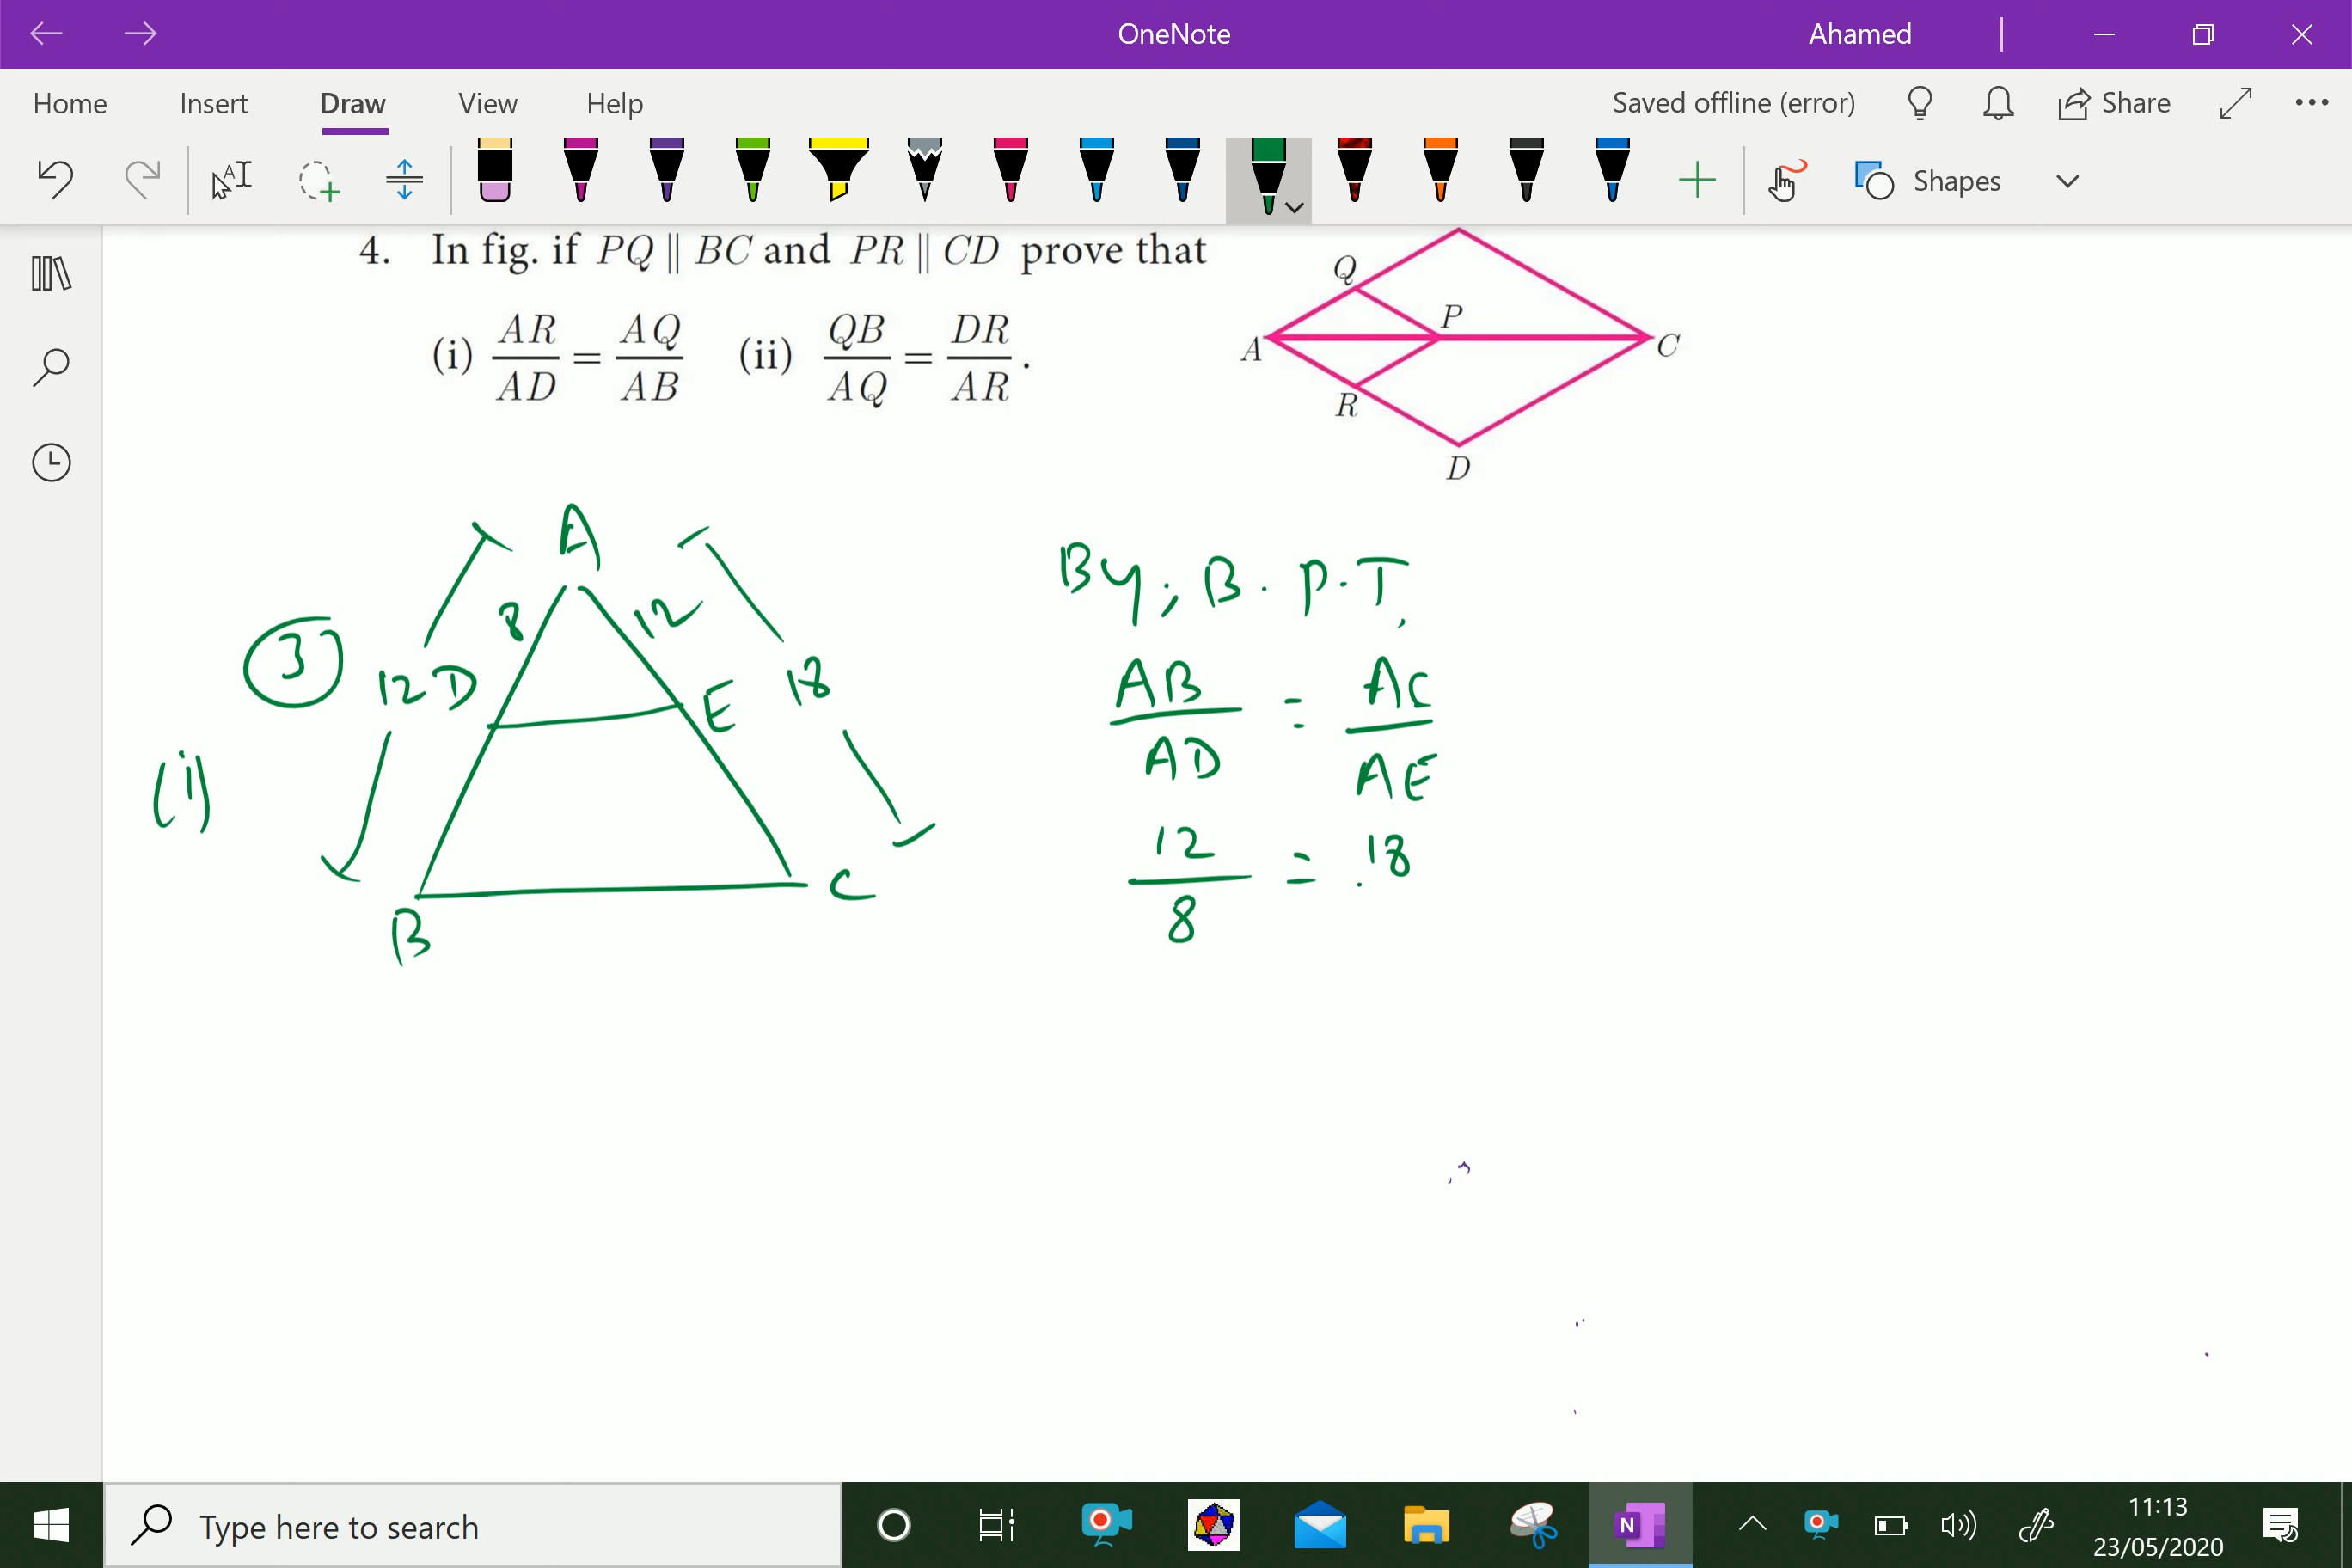 OneNote
Ahamed
Home Insert Draw View Help
Saved offline (error) Share
Shapes
4. In fig. if PQ || BC and PR || CD prove that
(i) AR/AD = AQ/AB (ii) QB/AQ = DR/AR .
Q
P
A
C
R
D
A
By; B.P.T,
8 12
3
12 D
E
18
AB/AD = AC/AE
(i)
12/8 = 18
B
C
Type here to search
N
11:13
23/05/2020